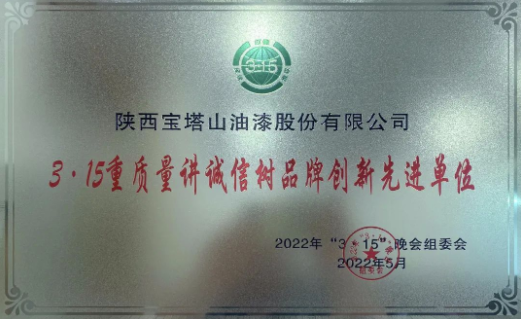 3·15
陕西宝塔山油漆股份有限公司
3·15重质量讲诚信树品牌创新先进单位
2022年“3·15”晚会组委会
2022年5月